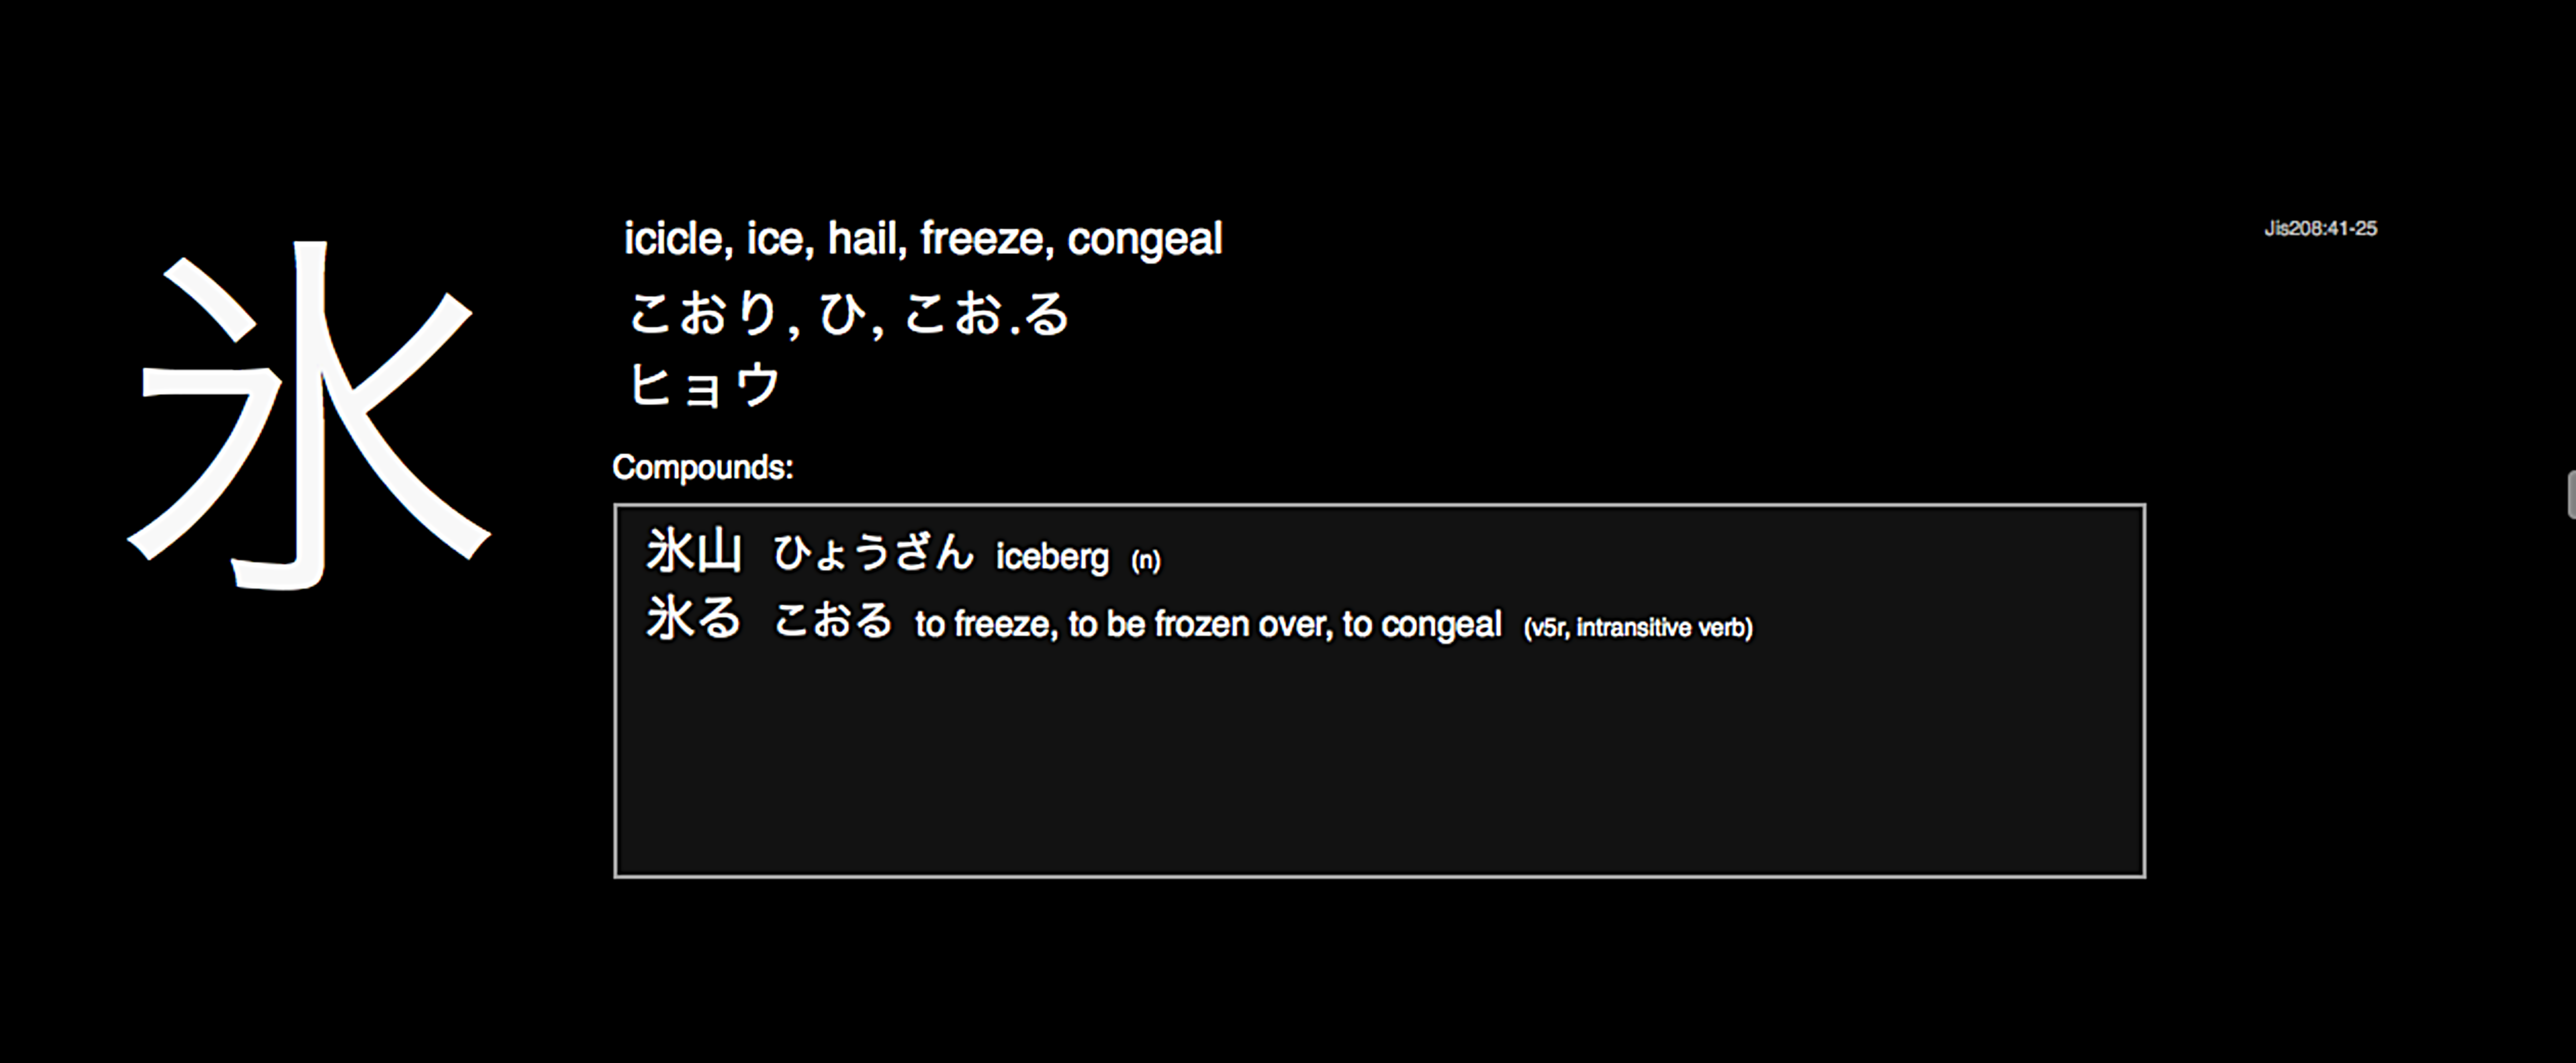 氷
icicle, ice, hail, freeze, congeal
Jis208:41-25
こおり, ひ, こお.る
ヒョウ
Compounds:
氷山 ひょうざん iceberg (n)
氷る こおる to freeze, to be frozen over, to congeal (v5r, intransitive verb)